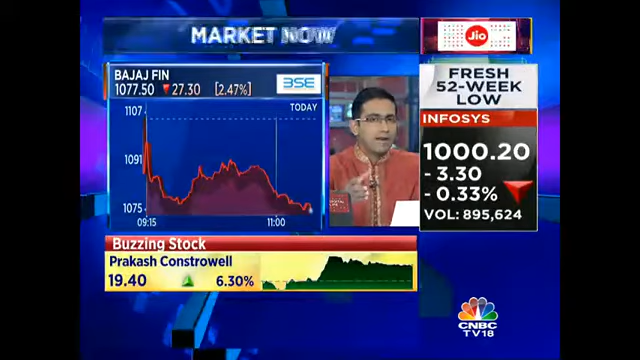 MARKET NOW
Jio
BAJAJ FIN
1077.50 27.30 [2.47%]
BSE
TODAY
1107
1091
1075
09:15 11:00
FRESH
52-WEEK
LOW
INFOSYS
1000.20
- 3.30
- 0.33%
VOL: 895,624
Buzzing Stock
Prakash Constrowell
19.40 6.30%
CNBC
TV18